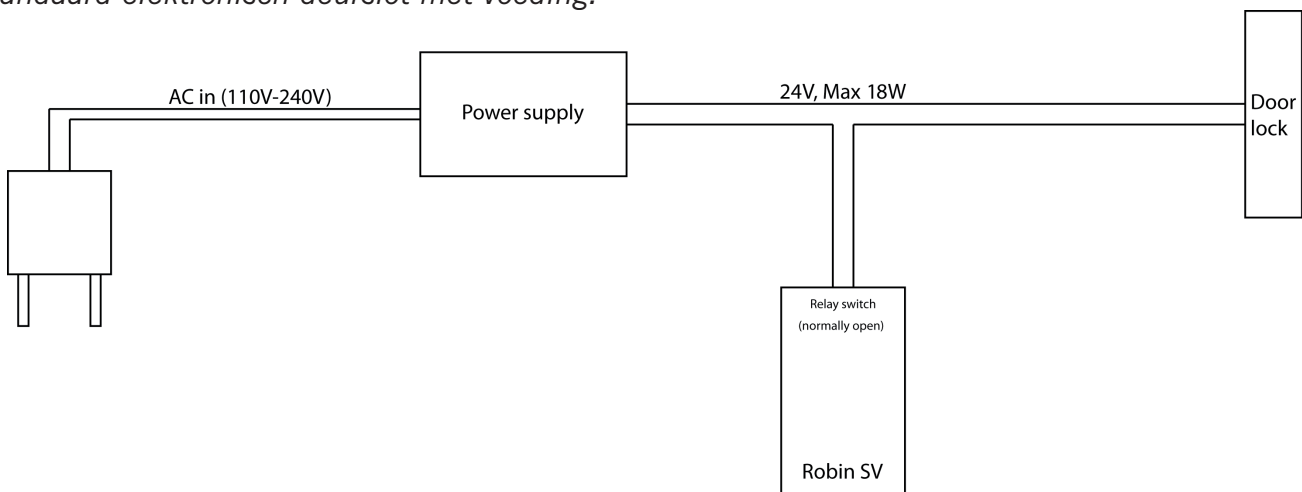 elektronisch deurslot met voeding.
AC in (110V-240V)
Power supply
24V, Max 18W
Door
lock
Relay switch
(normally open)
Robin SV